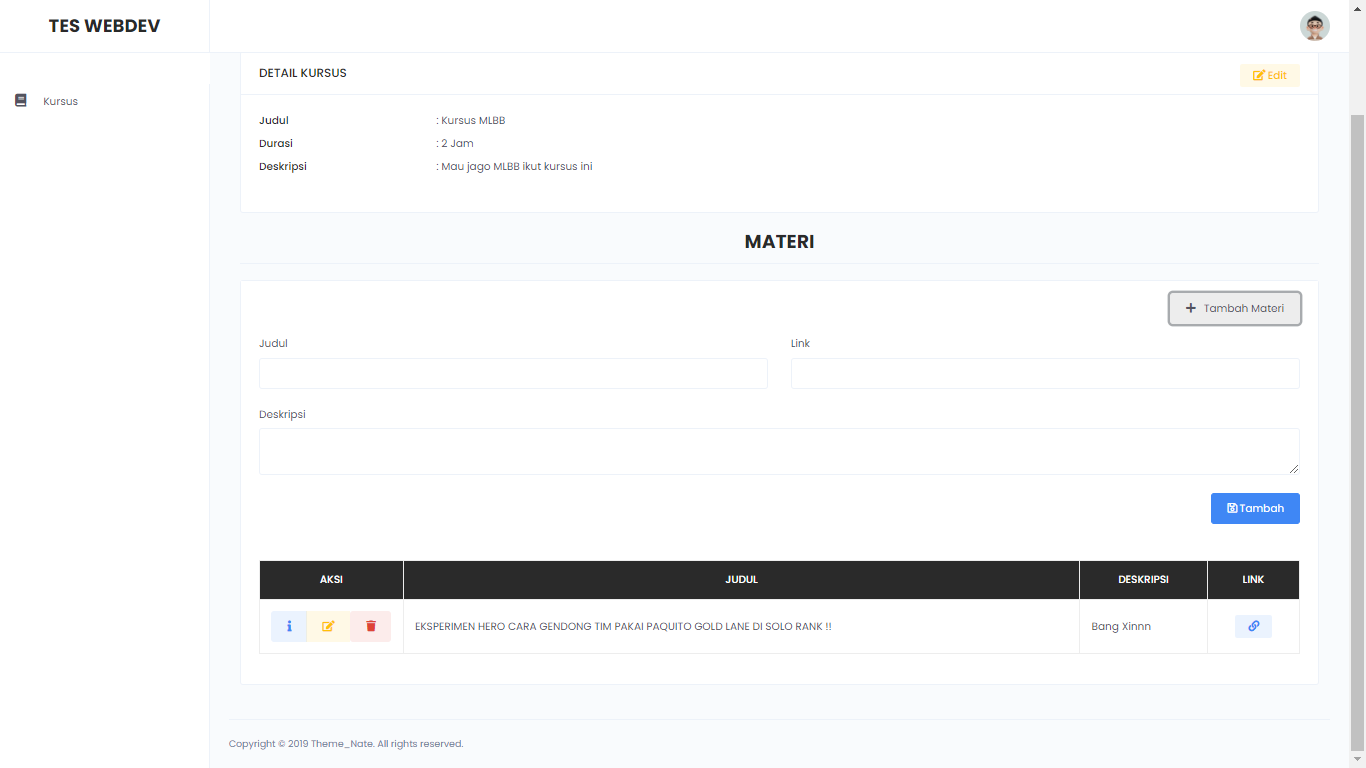 TES WEBDEV
Kursus
DETAIL KURSUS
Edit
Judul : Kursus MLBB
Durasi : 2 Jam
Deskripsi : Mau jago MLBB ikut kursus ini
MATERI
Tambah Materi
Judul Link
Deskripsi
Tambah
AKSI JUDUL DESKRIPSI LINK
EKSPERIMEN HERO CARA GENDONG TIM PAKAI PAQUITO GOLD LANE DI SOLO RANK !! Bang Xinnn
Copyright © 2019 Theme_Nate. All rights reserved.